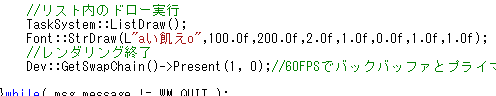 //リスト内のドロー実行
TaskSystem::ListDraw();
Font::StrDraw(L"aい飢えo",100.0f,200.0f,2.0f,1.0f,0.0f,1.0f,1.0f);
//レンダリング終了
Dev::GetSwapChain()->Present(1, 0);//60FPSでバックバッファとプライマ
}while( msg.message != WM_QUIT );